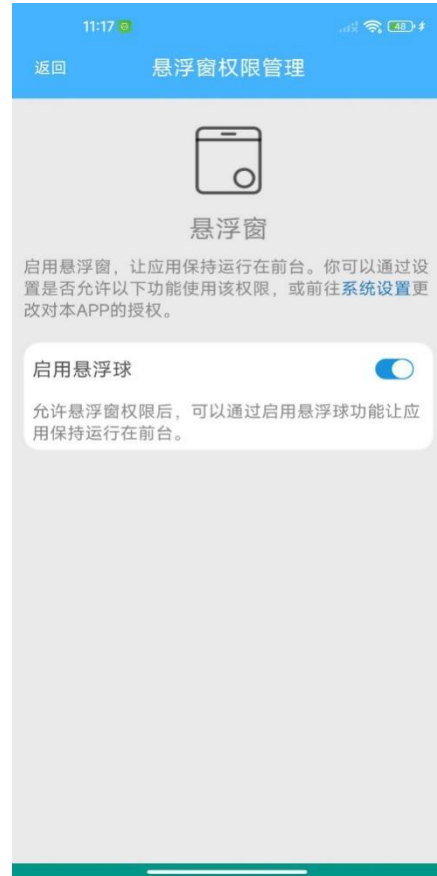 11:17
48
返回
悬浮窗权限管理
悬浮窗
启用悬浮窗，让应用保持运行在前台。你可以通过设
置是否允许以下功能使用该权限，或前往系统设置更
改对本APP的授权。
启用悬浮球
允许悬浮窗权限后，可以通过启用悬浮球功能让应
用保持运行在前台。